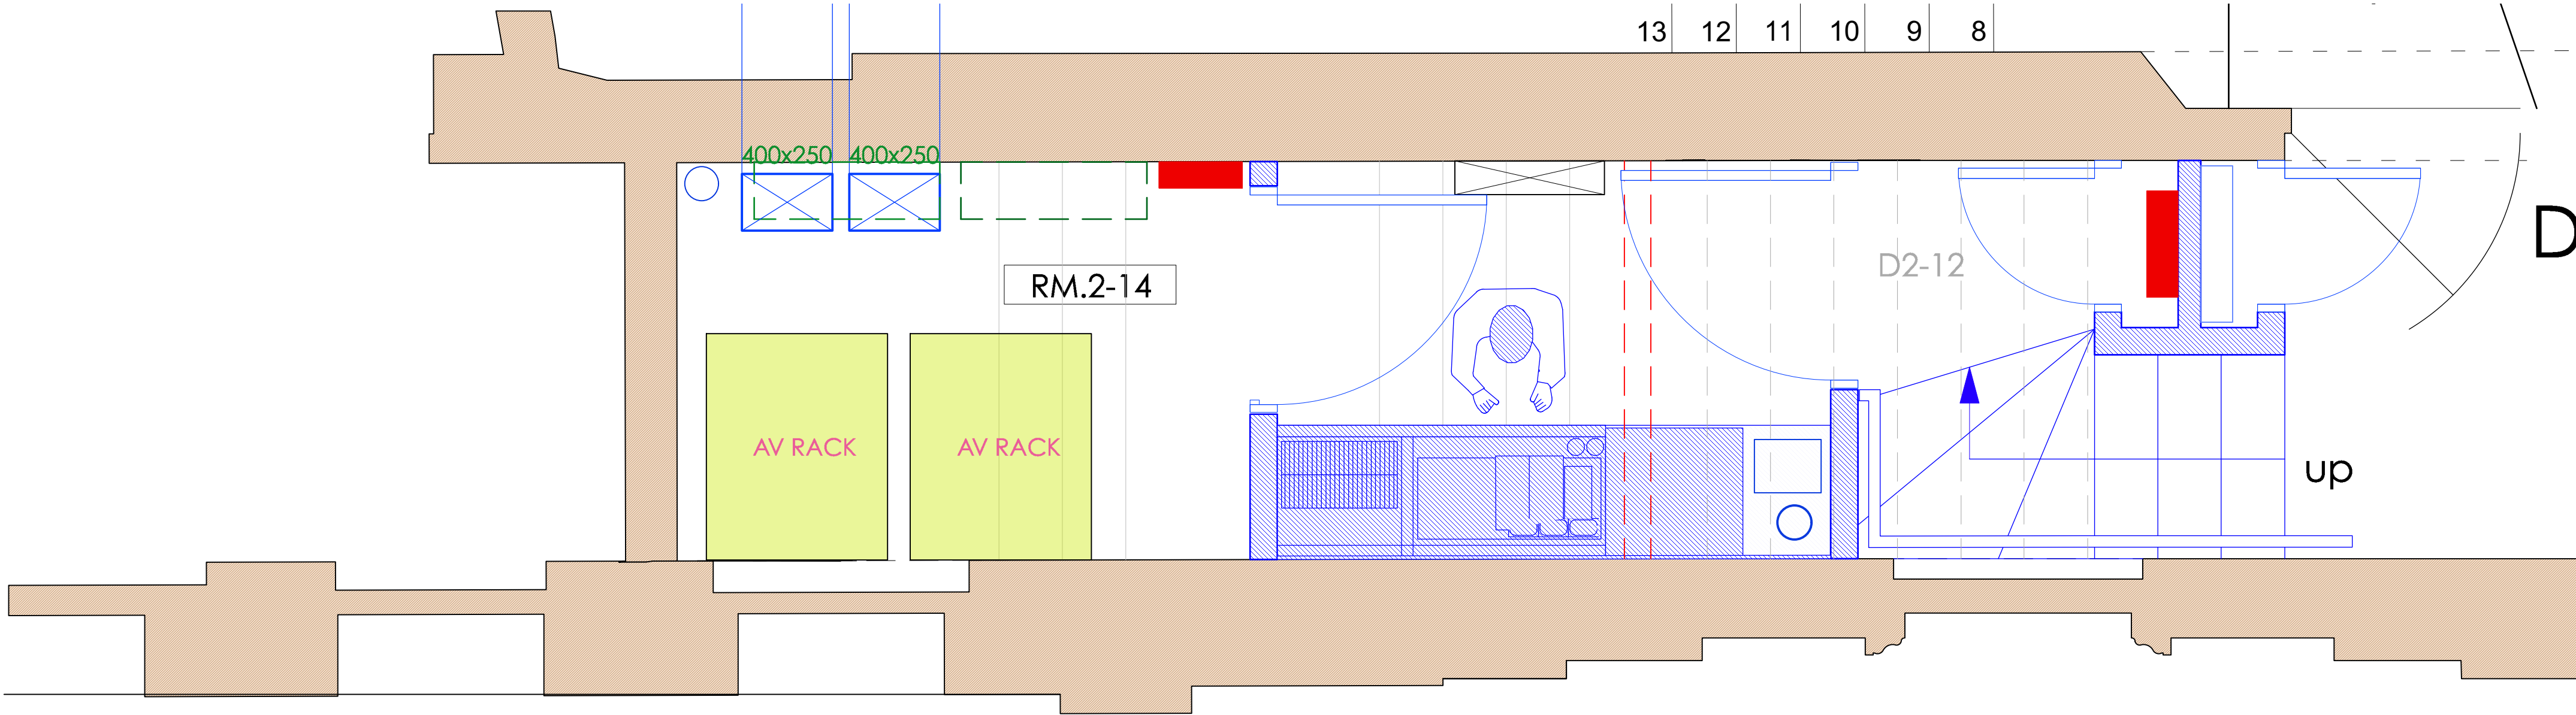 13 12 11 10 9 8
400x250 400x250
D
D2-12
RM.2-14
AV RACK AV RACK
up